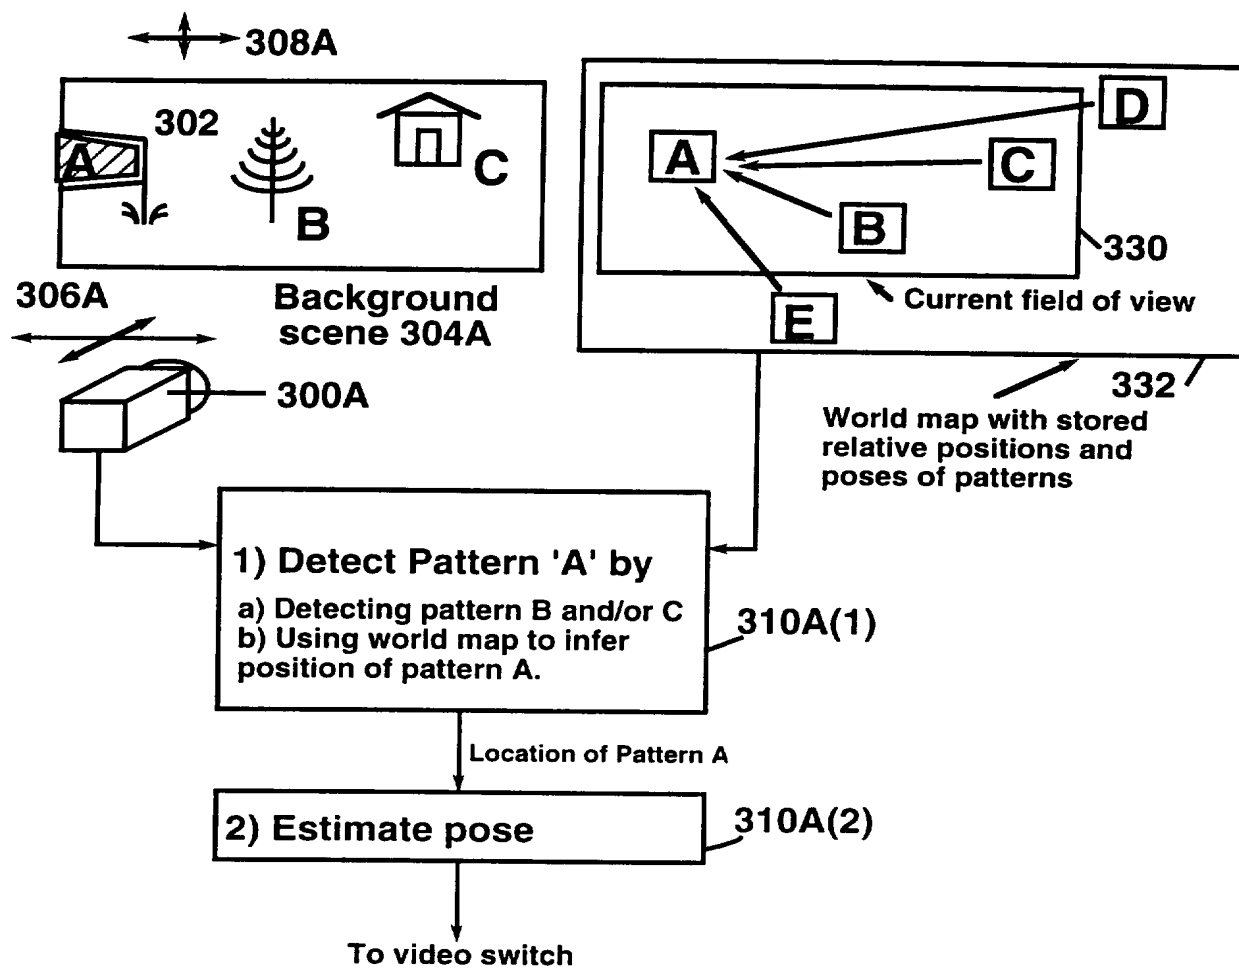 308A
302
A
B
C
D
A
C
B
E
330
Current field of view
306A
Background
scene 304A
300A
332
World map with stored
relative positions and
poses of patterns
1) Detect Pattern 'A' by
a) Detecting pattern B and/or C
b) Using world map to infer
position of pattern A.
310A(1)
Location of Pattern A
2) Estimate pose
310A(2)
To video switch